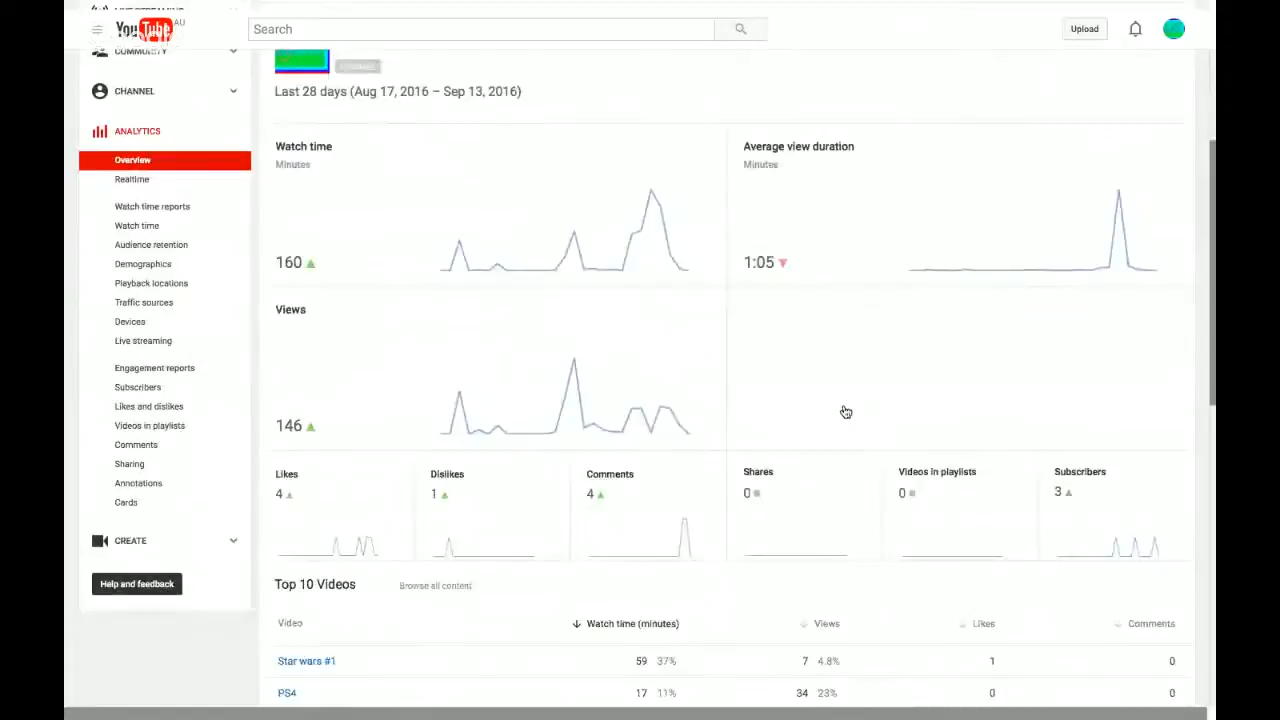 YouTube AU
Search
Upload
COMMUNITY
CHANNEL
ANALYTICS
Overview
Realtime
Watch time reports
Watch time
Audience retention
Demographics
Playback locations
Traffic sources
Devices
Live streaming
Engagement reports
Subscribers
Likes and dislikes
Videos in playlists
Comments
Sharing
Annotations
Cards
CREATE
Help and feedback
Last 28 days (Aug 17, 2016 – Sep 13, 2016)
Watch time
Minutes
160
Average view duration
Minutes
1:05
Views
146
Likes
4
Dislikes
1
Comments
4
Shares
0
Videos in playlists
0
Subscribers
3
Top 10 Videos Browse all content
Video Watch time (minutes) Views Likes Comments
Star wars #1 59 37% 7 4.8% 1 0
PS4 17 11% 34 23% 0 0